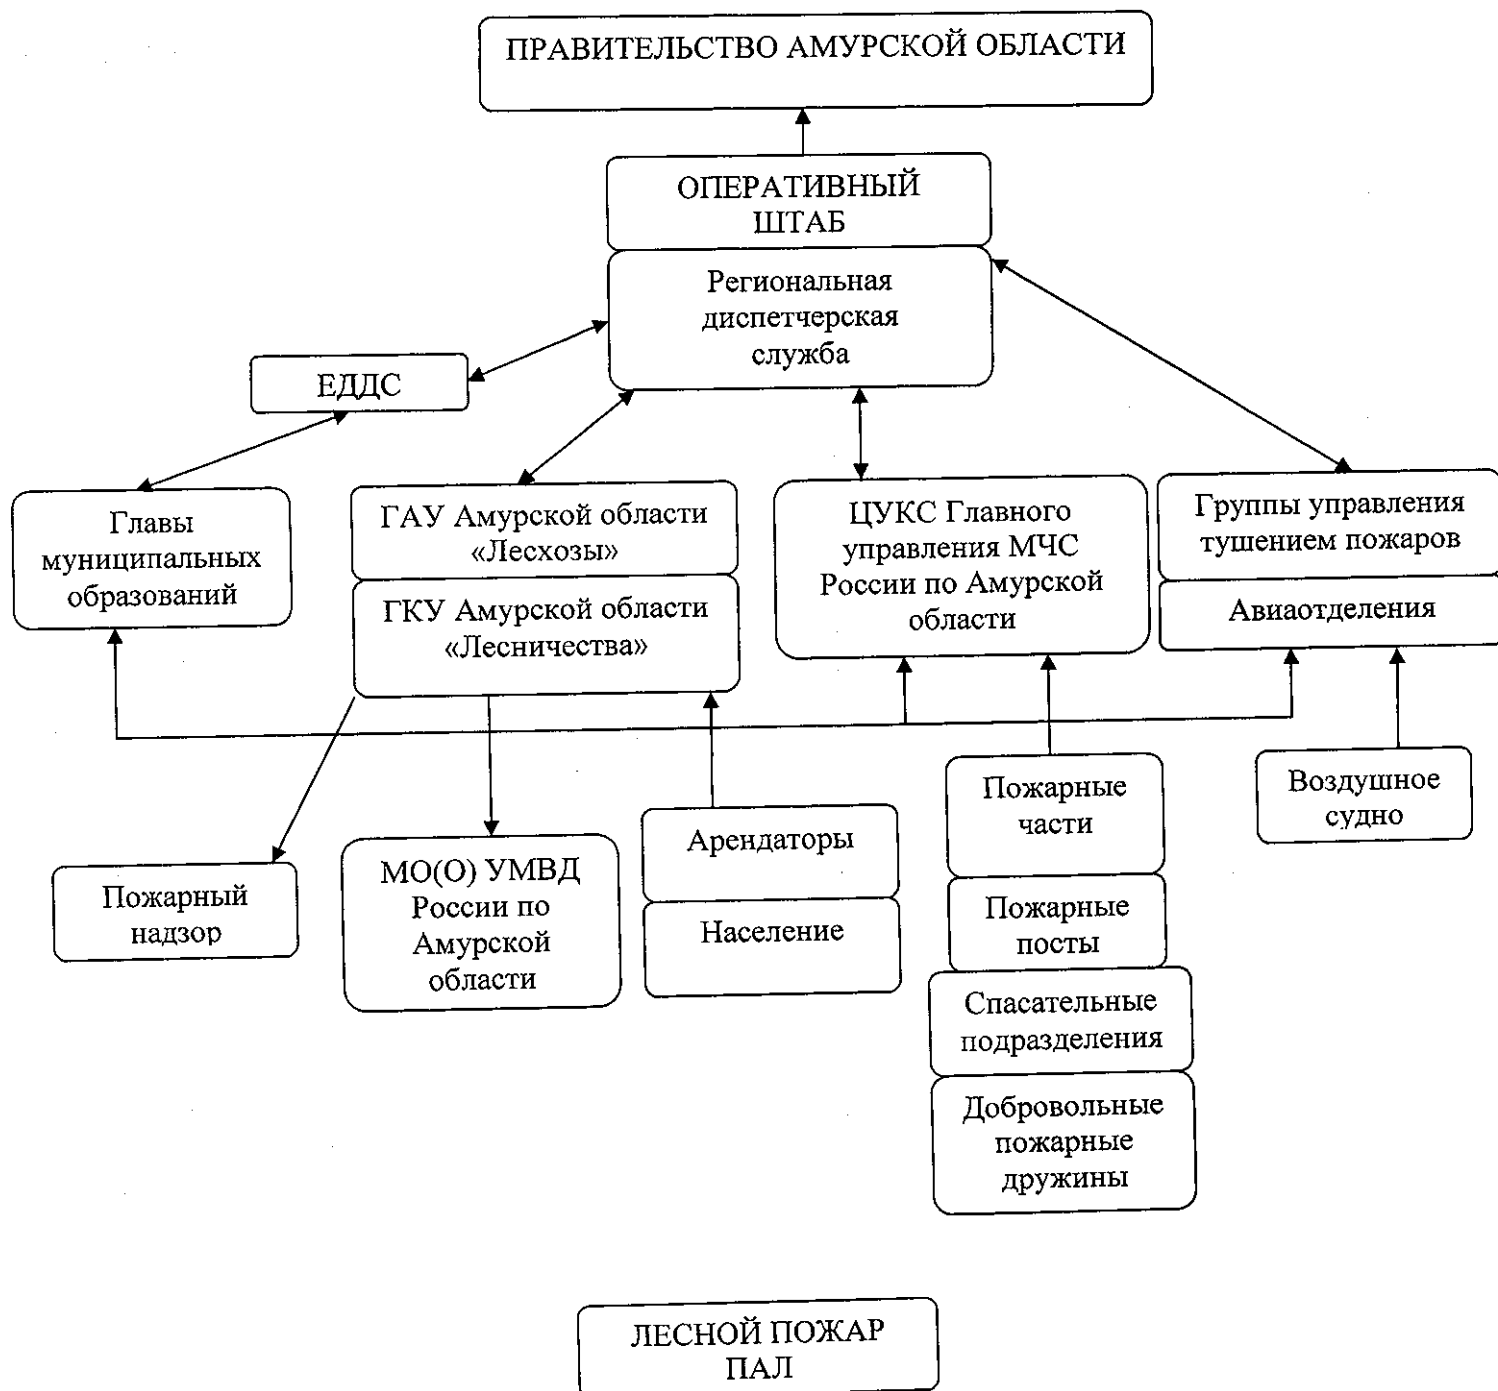 ПРАВИТЕЛЬСТВО АМУРСКОЙ ОБЛАСТИ
ОПЕРАТИВНЫЙ
ШТАБ
Региональная
диспетчерская
служба
ЕДДС
Главы
муниципальных
образований
ГАУ Амурской области
«Лесхозы»
ГКУ Амурской области
«Лесничества»
ЦУКС Главного
управления МЧС
России по Амурской
области
Группы управления
тушением пожаров
Авиаотделения
Пожарный
надзор
МО(О) УМВД
России по
Амурской
области
Арендаторы
Население
Пожарные
части
Пожарные
посты
Спасательные
подразделения
Добровольные
пожарные
дружины
Воздушное
судно
ЛЕСНОЙ ПОЖАР
ПАЛ